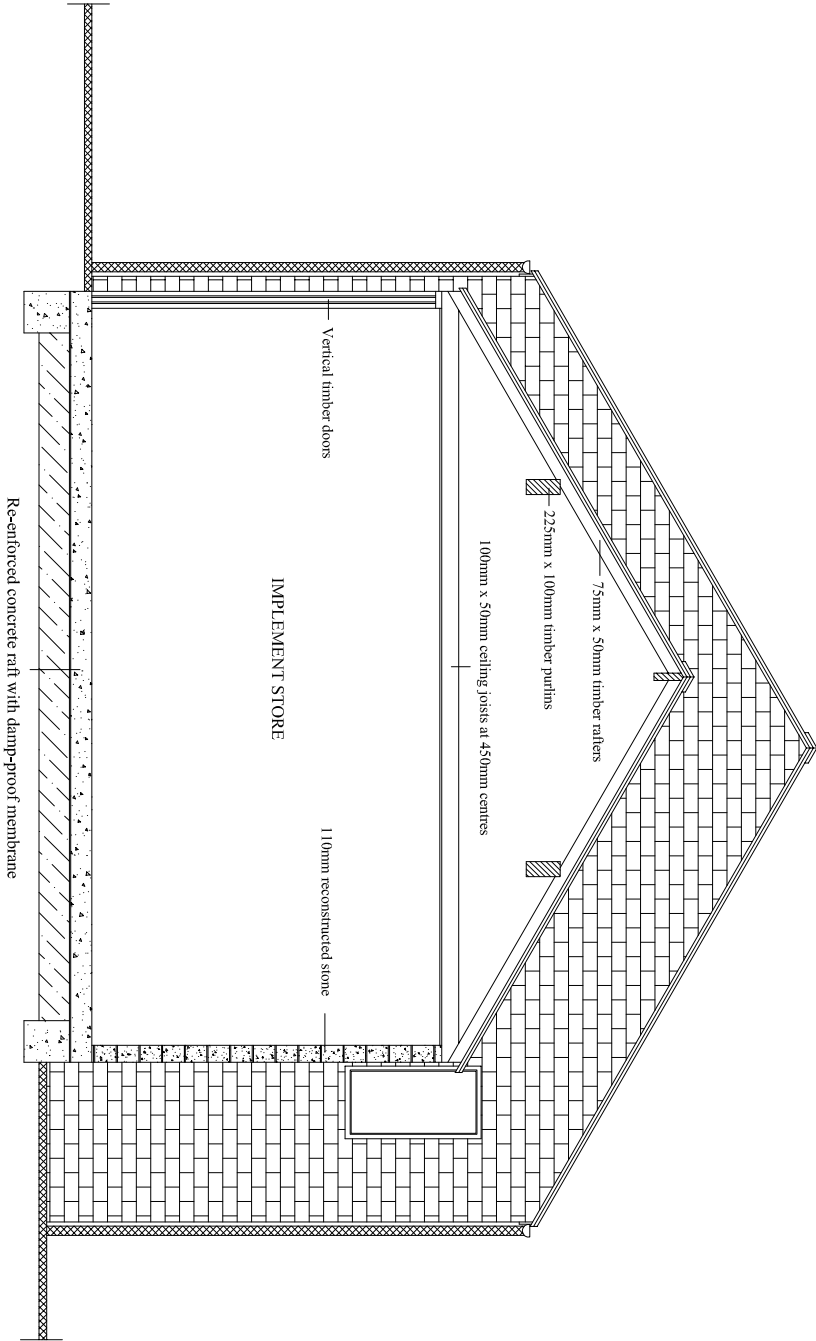 75mm x 50mm timber rafters
225mm x 100mm timber purlins
100mm x 50mm ceiling joists at 450mm centres
Vertical timber doors
110mm reconstructed stone
IMPLEMENT STORE
Re-enforced concrete raft with damp-proof membrane